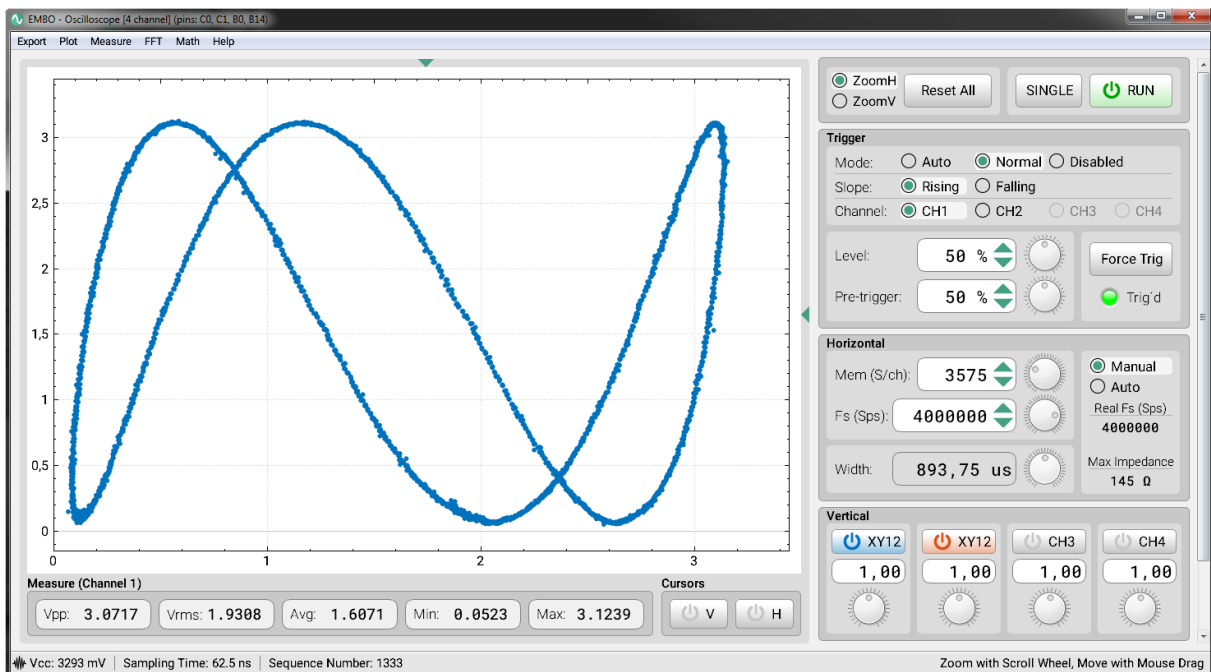 EMBO - Oscilloscope [4 channel] (pins: C0, C1, B0, B14)
Export Plot Measure FFT Math Help
ZoomH
ZoomV
Reset All
SINGLE
RUN
Trigger
Mode: Auto Normal Disabled
Slope: Rising Falling
Channel: CH1 CH2 CH3 CH4
Level: 50 %
Pre-trigger: 50 %
Force Trig
Trig´d
Horizontal
Mem (S/ch): 3575
Fs (Sps): 4000000
Width: 893,75 us
Manual
Auto
Real Fs (Sps)
4000000
Max Impedance
145 Ω
Vertical
XY12 XY12 CH3 CH4
1,00 1,00 1,00 1,00
3
2,5
2
1,5
1
0,5
0
0 1 2 3
Measure (Channel 1)
Vpp: 3.0717 Vrms: 1.9308 Avg: 1.6071 Min: 0.0523 Max: 3.1239
Cursors
V H
Vcc: 3293 mV | Sampling Time: 62.5 ns | Sequence Number: 1333
Zoom with Scroll Wheel, Move with Mouse Drag